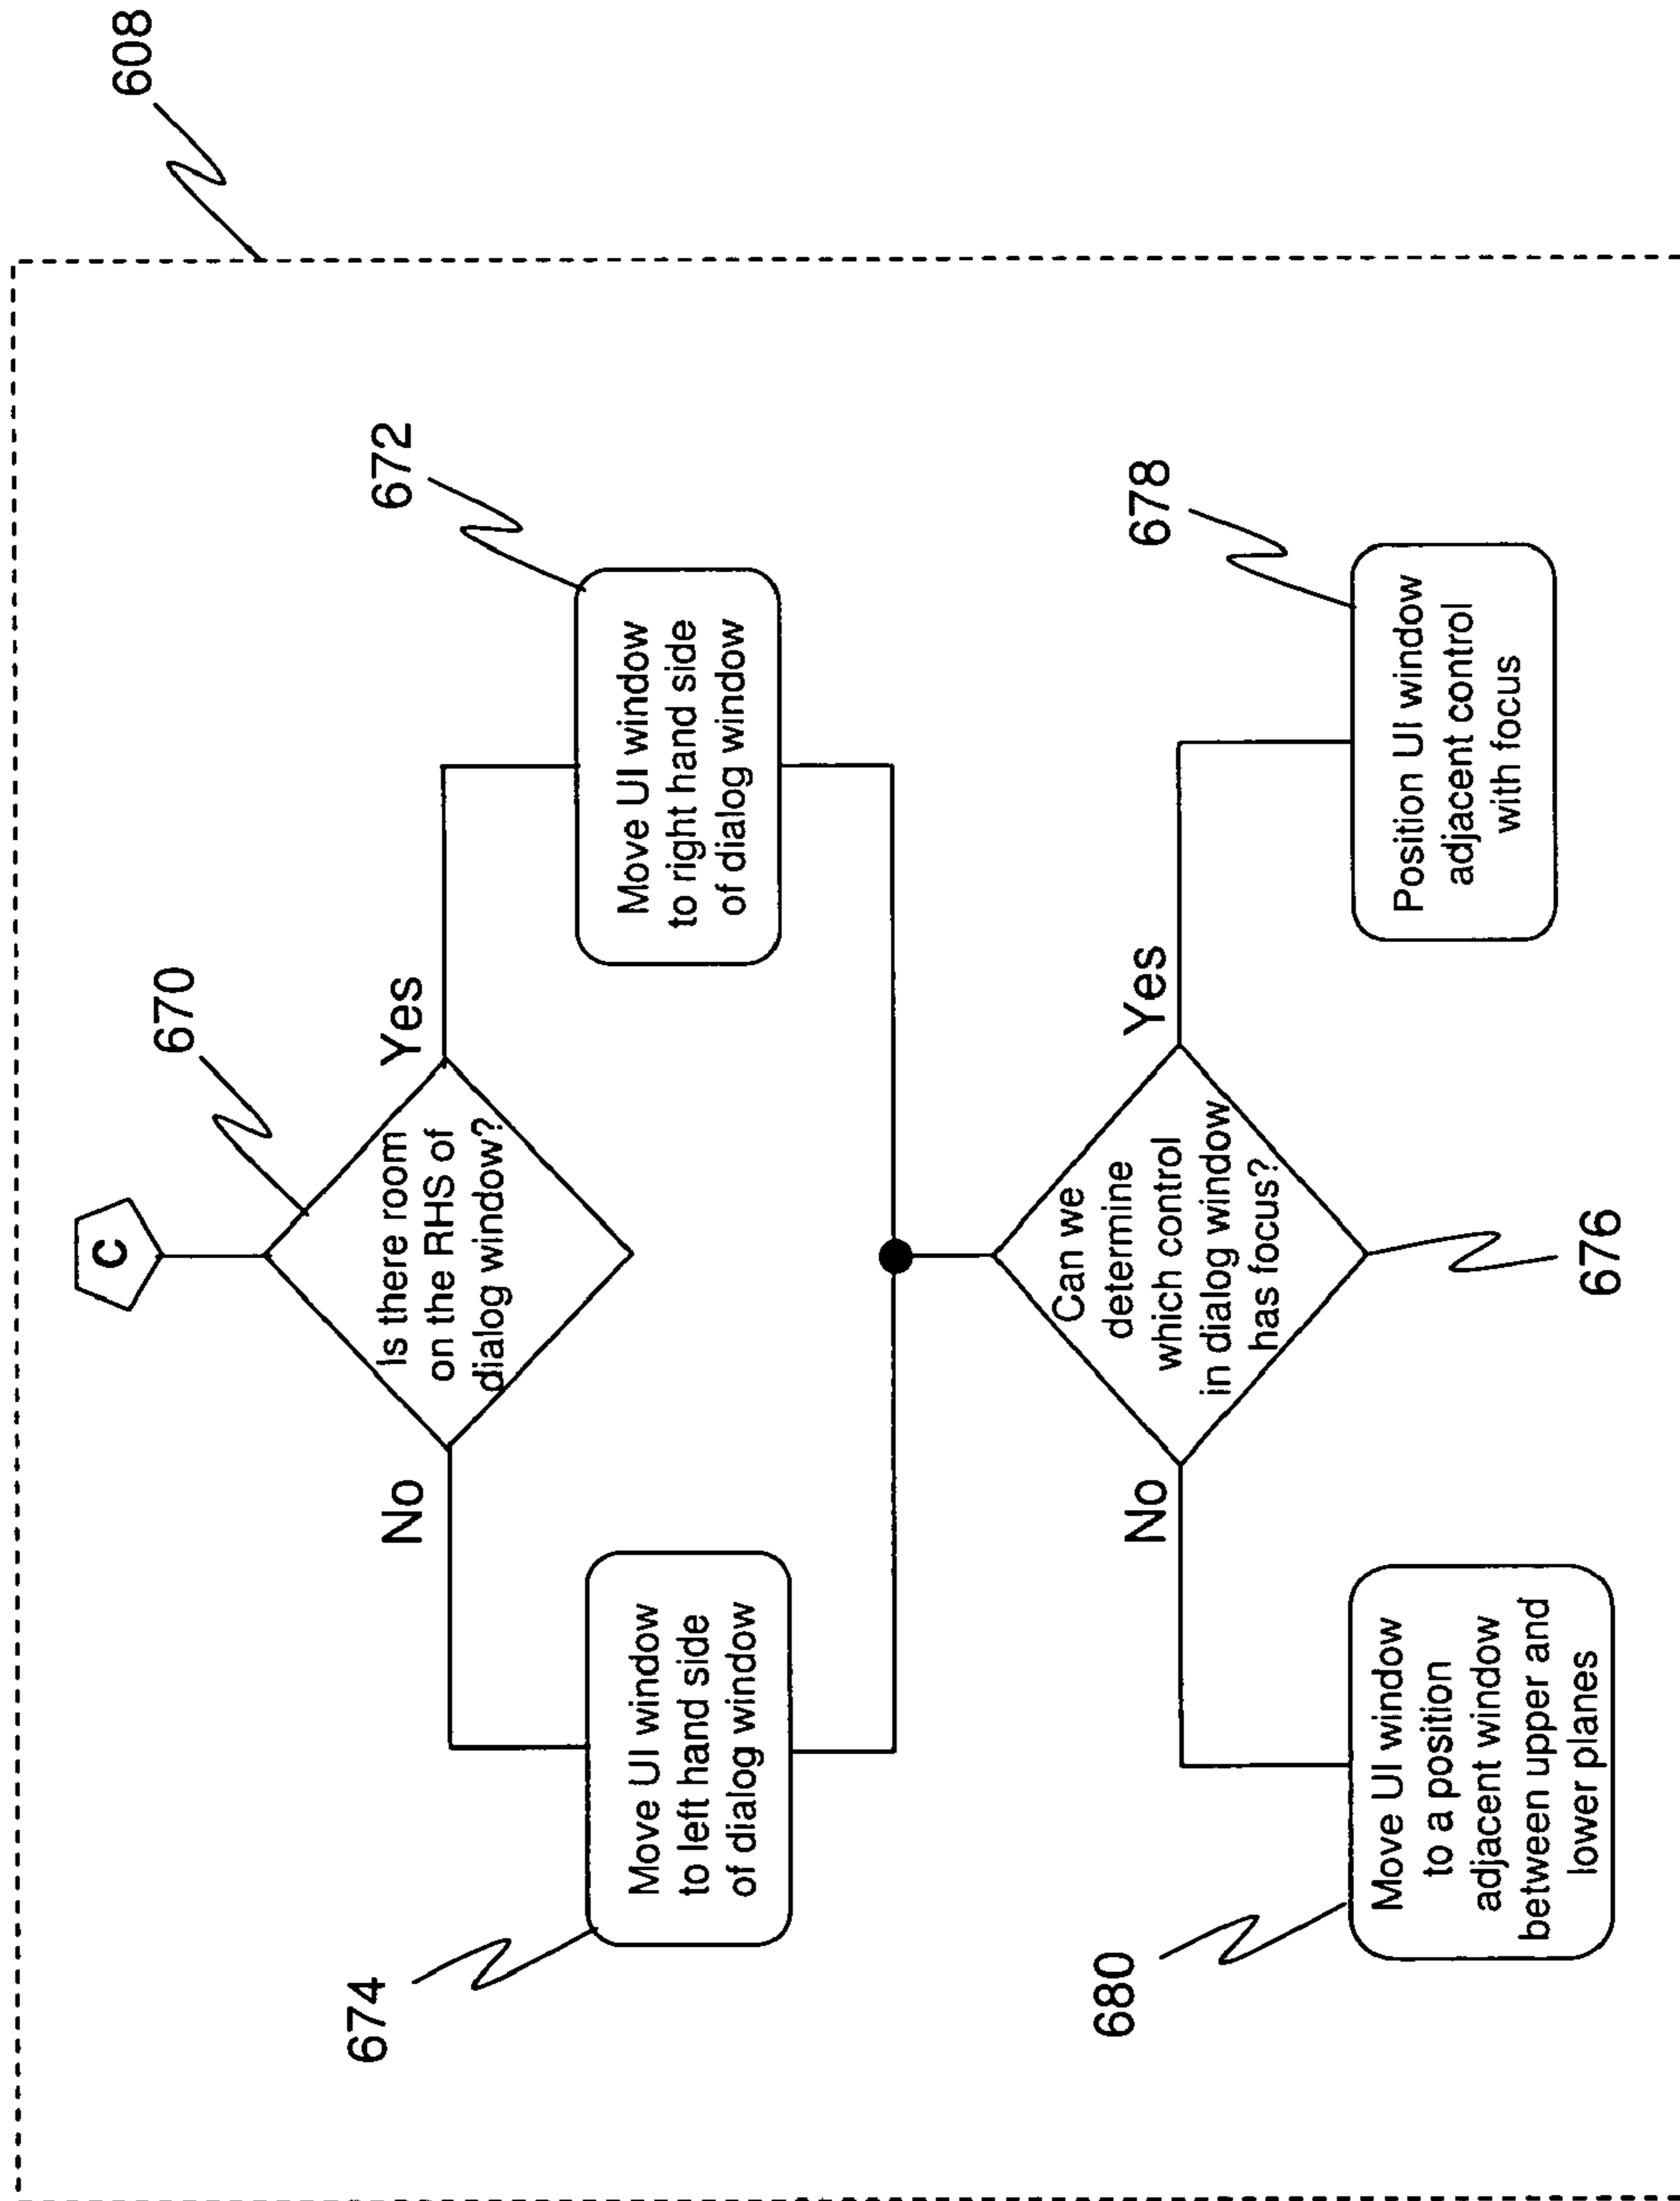 608
C
670
Is there room
on the RHS of
dialog window?
No
Yes
674
Move UI window
to left hand side
of dialog window
672
Move UI window
to right hand side
of dialog window
Can we
determine
which control
in dialog window
has focus?
676
No
Yes
680
Move UI window
to a position
adjacent window
between upper and
lower planes
678
Position UI window
adjacent control
with focus